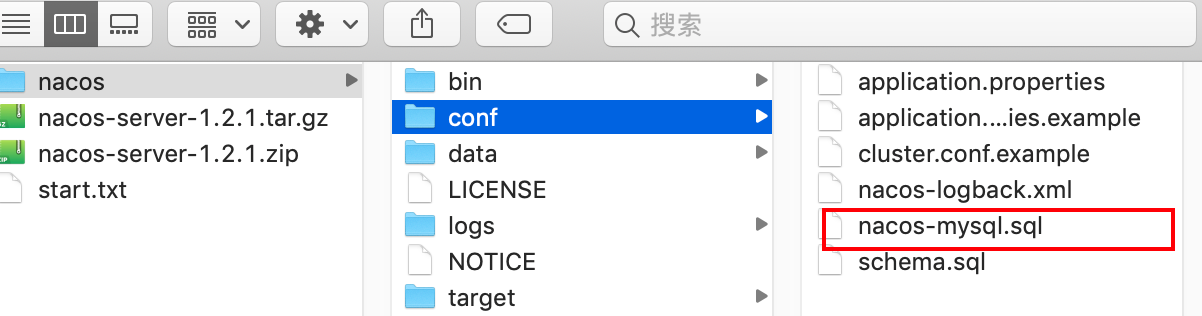 搜索
nacos
nacos-server-1.2.1.tar.gz
nacos-server-1.2.1.zip
start.txt
bin
conf
data
LICENSE
logs
NOTICE
target
application.properties
application....ies.example
cluster.conf.example
nacos-logback.xml
nacos-mysql.sql
schema.sql